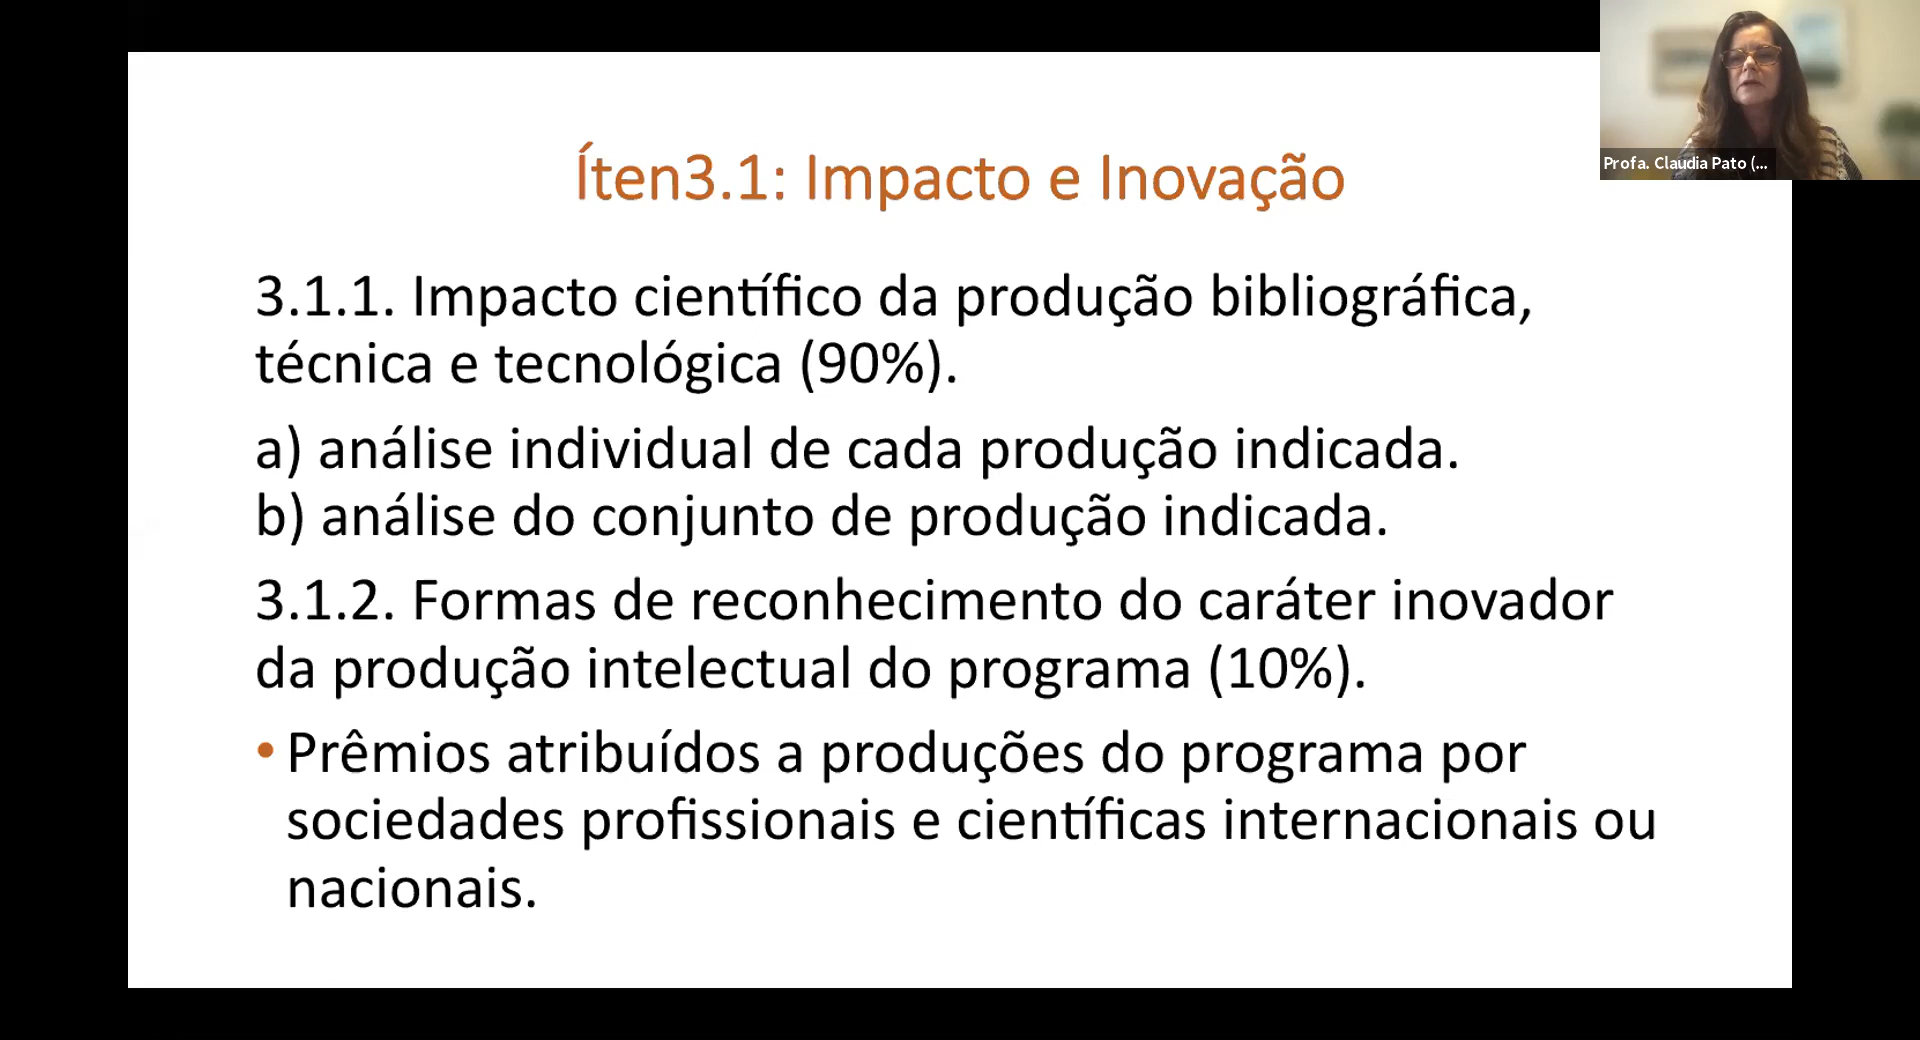 Profa. Claudia Pato (...
Íten3.1: Impacto e Inovação
3.1.1. Impacto científico da produção bibliográfica,
técnica e tecnológica (90%).
a) análise individual de cada produção indicada.
b) análise do conjunto de produção indicada.
3.1.2. Formas de reconhecimento do caráter inovador
da produção intelectual do programa (10%).
• Prêmios atribuídos a produções do programa por
sociedades profissionais e científicas internacionais ou
nacionais.